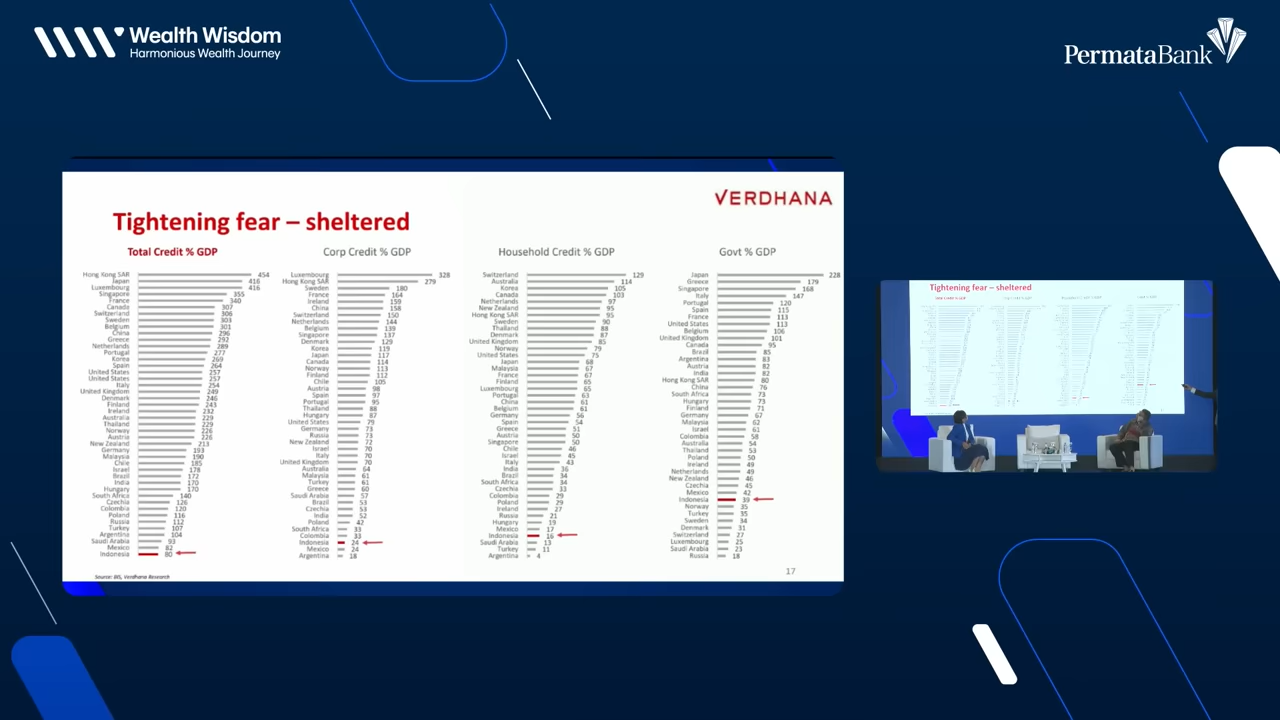 Wealth Wisdom
Harmonious Wealth Journey
PermataBank
VERDHANA
Tightening fear – sheltered
Total Credit % GDP
Hong Kong SAR 454
Japan 416
Luxembourg 416
Singapore 355
France 340
Canada 307
Switzerland 306
Sweden 303
Belgium 301
China 296
Greece 292
Netherlands 289
Portugal 277
Korea 269
Spain 264
United States 257
United States 257
Italy 254
United Kingdom 249
Denmark 246
Finland 243
Ireland 232
Australia 229
Thailand 229
Norway 226
Austria 226
New Zealand 213
Germany 193
Malaysia 190
Chile 185
Israel 178
Brazil 172
India 170
Hungary 170
South Africa 140
Czechia 126
Colombia 120
Poland 116
Russia 112
Turkey 107
Argentina 104
Saudi Arabia 93
Mexico 82
Indonesia 80
Corp Credit % GDP
Luxembourg 328
Hong Kong SAR 279
Sweden 180
France 164
Ireland 159
China 158
Switzerland 150
Netherlands 144
Belgium 139
Singapore 137
Denmark 129
Korea 119
Japan 117
Canada 114
Norway 113
Finland 112
Chile 105
Austria 98
Spain 97
Portugal 95
Thailand 88
Hungary 87
United States 79
Germany 73
Russia 73
New Zealand 72
Israel 70
Italy 70
United Kingdom 70
Australia 64
Malaysia 61
Turkey 61
Greece 60
Saudi Arabia 57
Brazil 53
Czechia 53
India 52
Poland 42
South Africa 33
Colombia 33
Indonesia 24
Mexico 24
Argentina 18
Household Credit % GDP
Switzerland 129
Australia 114
Korea 105
Canada 103
Netherlands 97
New Zealand 95
Hong Kong SAR 95
Sweden 90
Thailand 88
Denmark 87
United Kingdom 85
Norway 79
United States 75
Japan 68
Malaysia 67
France 67
Finland 65
Luxembourg 65
Portugal 63
China 61
Belgium 61
Germany 56
Spain 54
Greece 51
Austria 50
Singapore 50
Chile 46
Israel 45
Italy 43
India 36
Brazil 34
South Africa 34
Czechia 33
Colombia 29
Poland 29
Ireland 27
Russia 21
Hungary 19
Mexico 17
Indonesia 16
Saudi Arabia 13
Turkey 11
Argentina 4
Govt % GDP
Japan 228
Greece 179
Singapore 168
Italy 147
Portugal 120
Spain 115
France 113
United States 113
Belgium 106
United Kingdom 101
Canada 95
Brazil 85
Argentina 83
Austria 82
India 82
Hong Kong SAR 80
China 76
South Africa 73
Hungary 73
Finland 71
Germany 67
Malaysia 62
Israel 61
Colombia 58
Australia 54
Thailand 53
Poland 50
Ireland 49
Netherlands 49
New Zealand 46
Czechia 45
Mexico 42
Indonesia 39
Norway 35
Turkey 35
Sweden 34
Denmark 31
Switzerland 27
Luxembourg 25
Saudi Arabia 23
Russia 18
Source: BIS, Verdhana Research
17
Tightening fear – sheltered